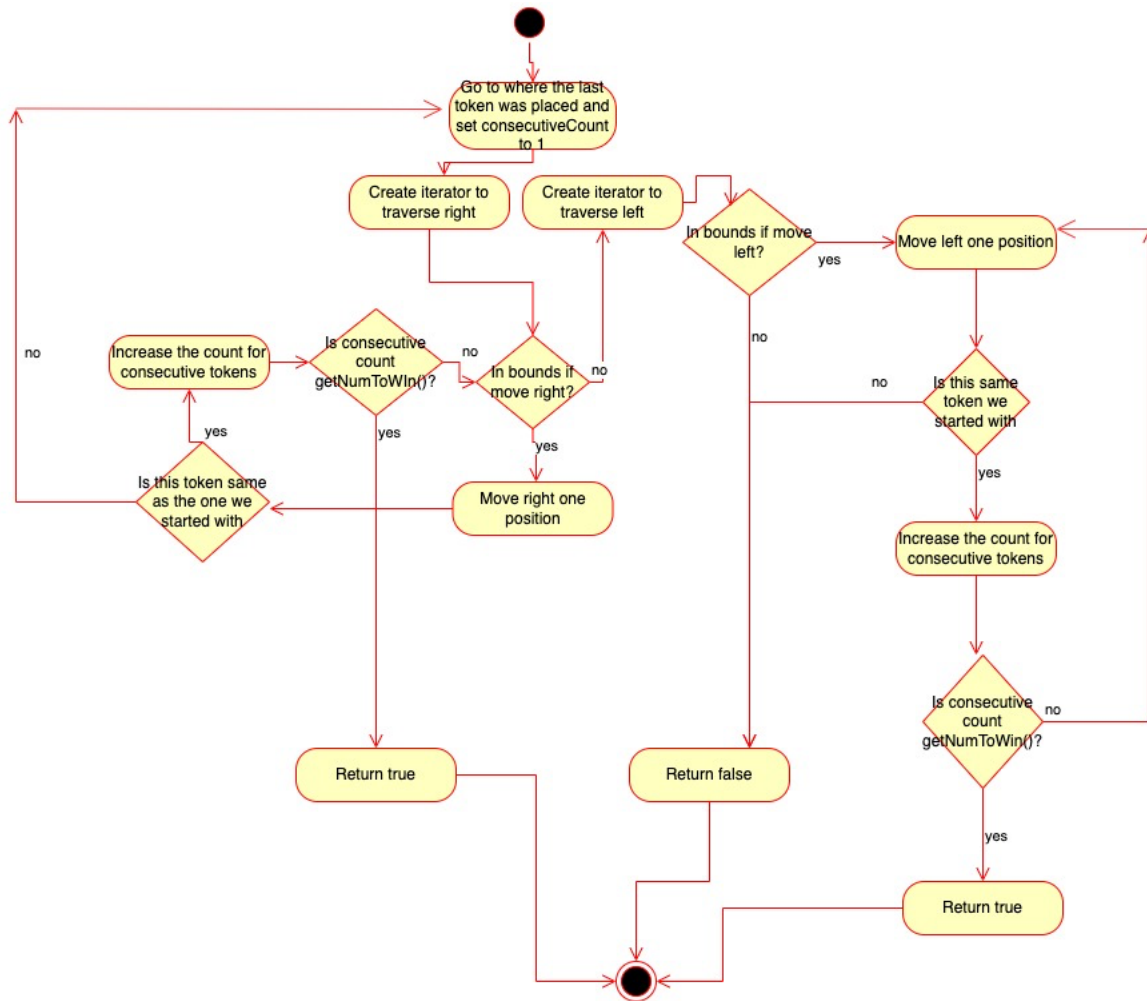 Go to where the last
token was placed and
set consecutiveCount
to 1
Create iterator to
traverse right
Create iterator to
traverse left
In bounds if move
left?
yes
Move left one position
no
no
Increase the count for
consecutive tokens
Is consecutive
count
getNumToWIn()?
no
In bounds if
move right?
no
no
Is this same
token we
started with
yes
yes
yes
yes
Is this token same
as the one we
started with
Move right one
position
Increase the count for
consecutive tokens
Is consecutive
count
getNumToWin()?
no
Return true
Return false
yes
Return true